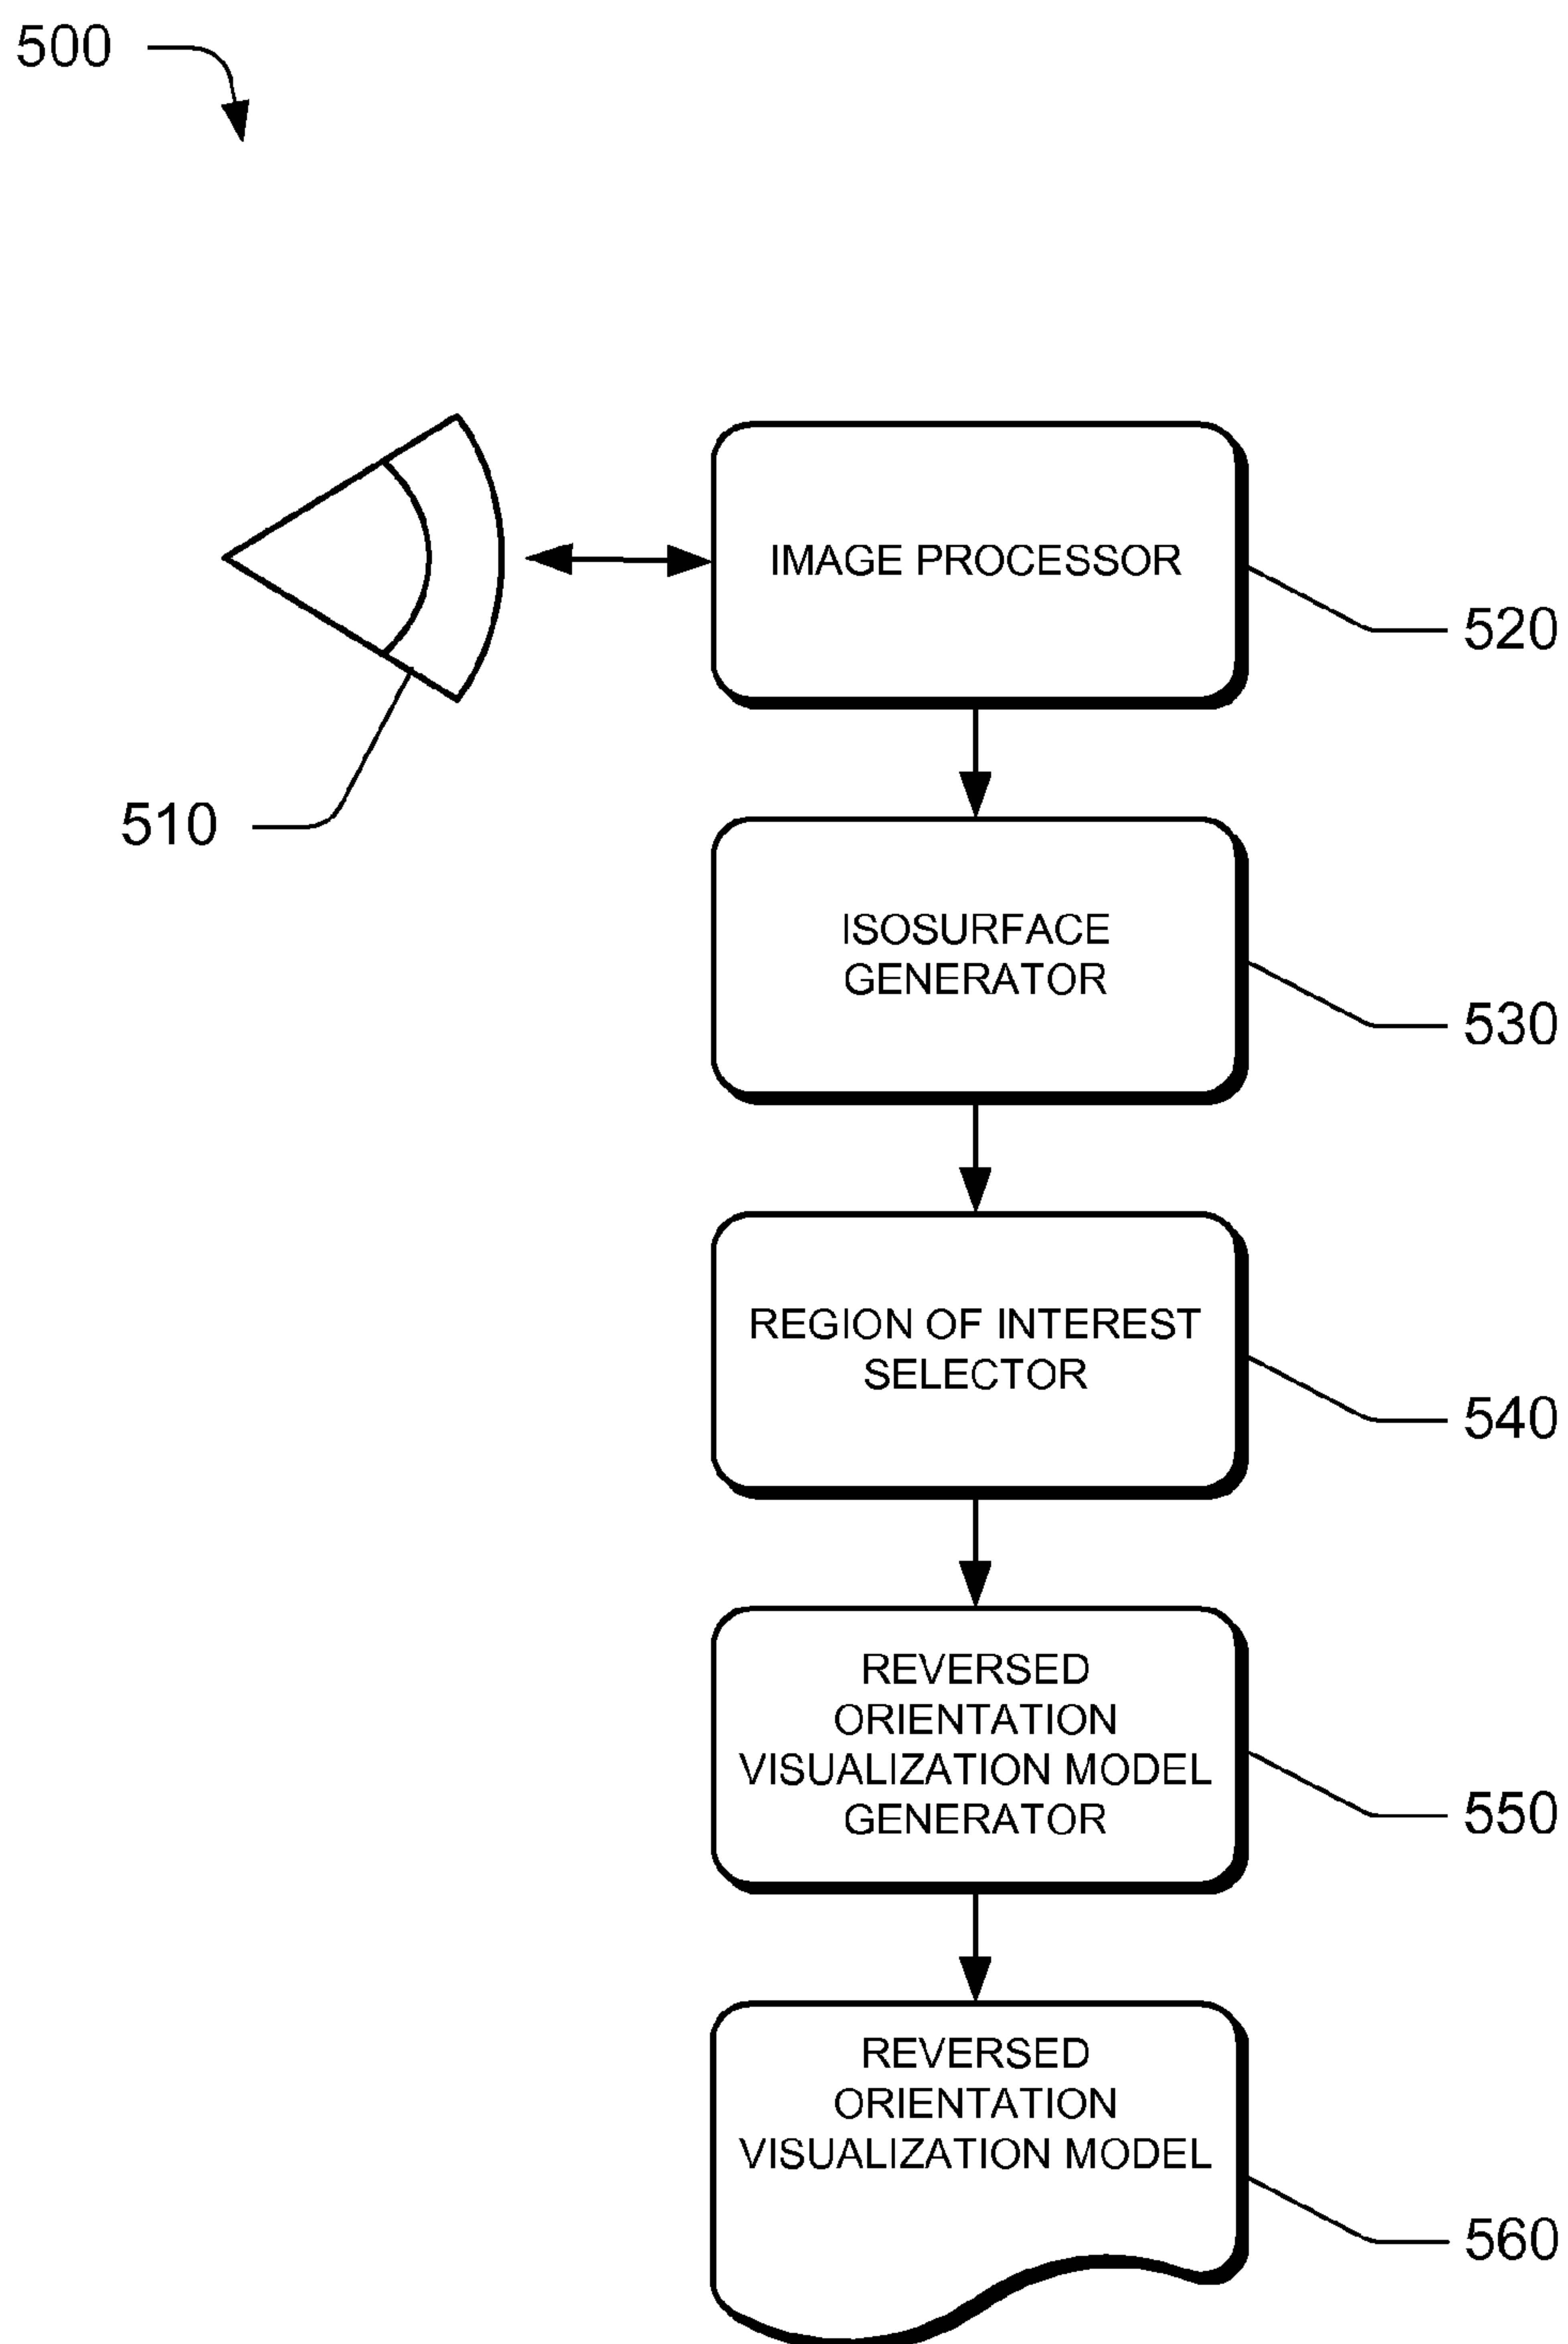 500
IMAGE PROCESSOR
520
510
ISOSURFACE
GENERATOR
530
REGION OF INTEREST
SELECTOR
540
REVERSED
ORIENTATION
VISUALIZATION MODEL
GENERATOR
550
REVERSED
ORIENTATION
VISUALIZATION MODEL
560